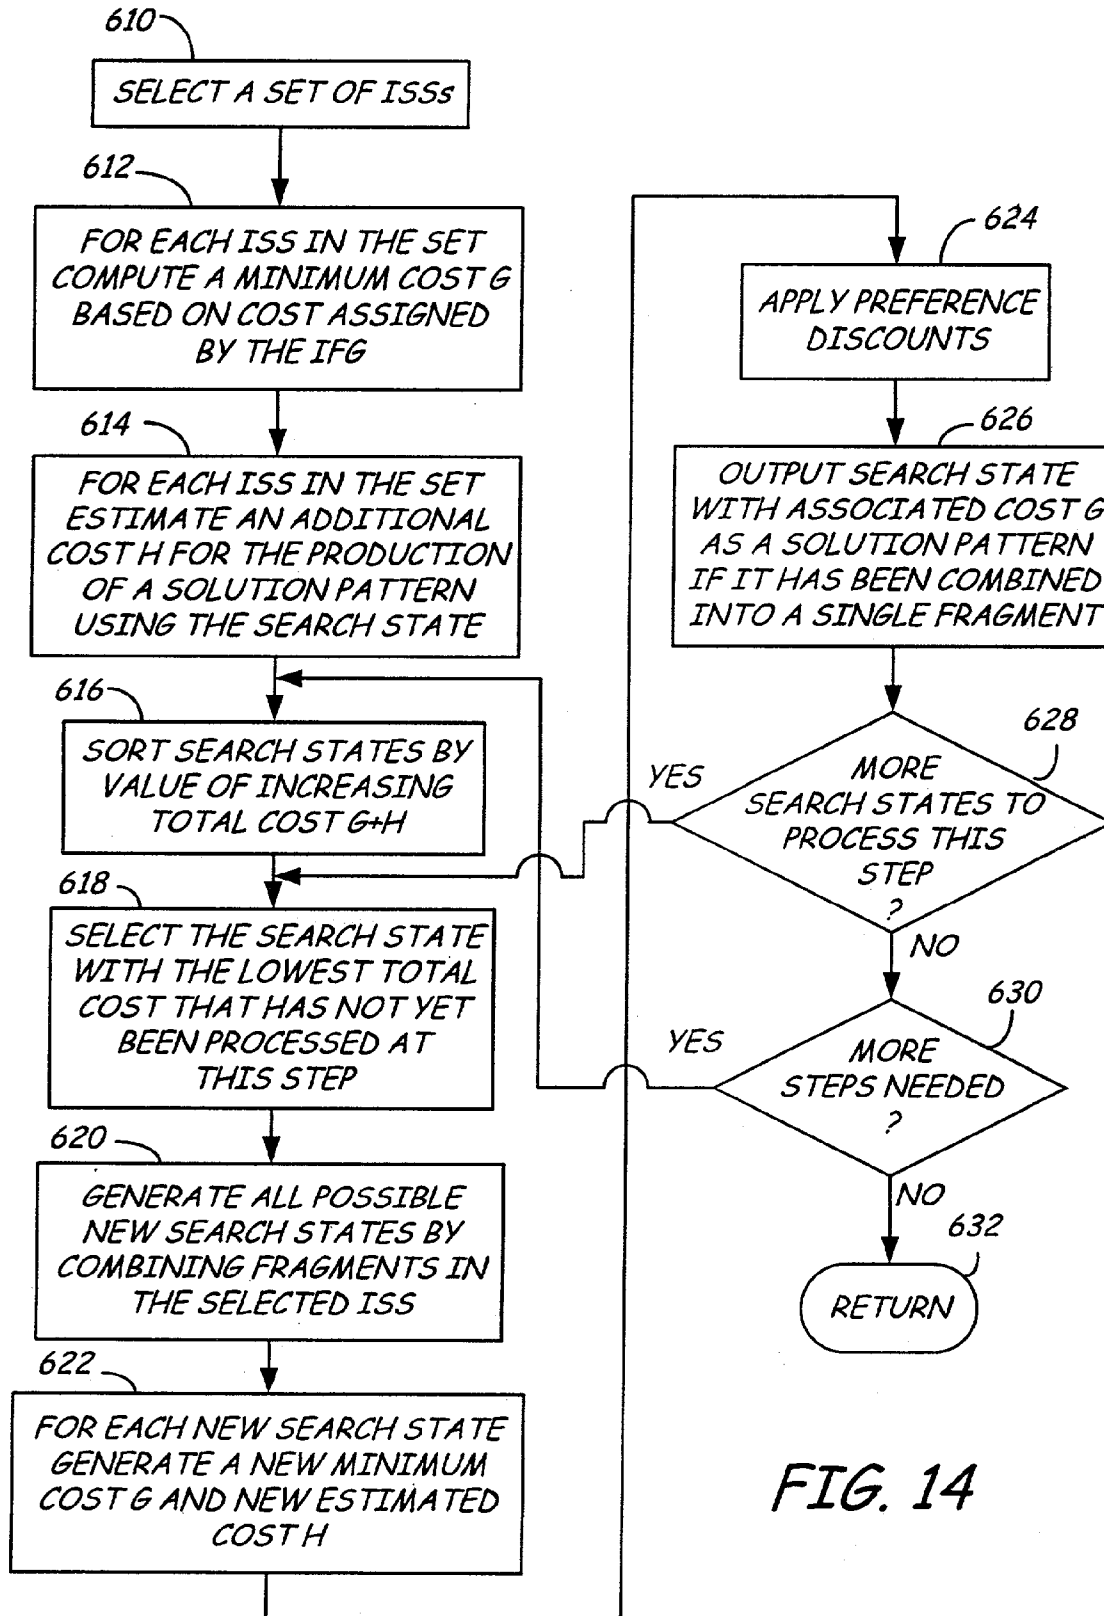 610
SELECT A SET OF ISSs
612
FOR EACH ISS IN THE SET
COMPUTE A MINIMUM COST G
BASED ON COST ASSIGNED
BY THE IFG
614
FOR EACH ISS IN THE SET
ESTIMATE AN ADDITIONAL
COST H FOR THE PRODUCTION
OF A SOLUTION PATTERN
USING THE SEARCH STATE
616
SORT SEARCH STATES BY
VALUE OF INCREASING
TOTAL COST G+H
618
SELECT THE SEARCH STATE
WITH THE LOWEST TOTAL
COST THAT HAS NOT YET
BEEN PROCESSED AT
THIS STEP
620
GENERATE ALL POSSIBLE
NEW SEARCH STATES BY
COMBINING FRAGMENTS IN
THE SELECTED ISS
622
FOR EACH NEW SEARCH STATE
GENERATE A NEW MINIMUM
COST G AND NEW ESTIMATED
COST H
624
APPLY PREFERENCE
DISCOUNTS
626
OUTPUT SEARCH STATE
WITH ASSOCIATED COST G
AS A SOLUTION PATTERN
IF IT HAS BEEN COMBINED
INTO A SINGLE FRAGMENT
628
YES
MORE
SEARCH STATES TO
PROCESS THIS
STEP
?
NO
630
YES
MORE
STEPS NEEDED
?
NO
632
RETURN
FIG. 14